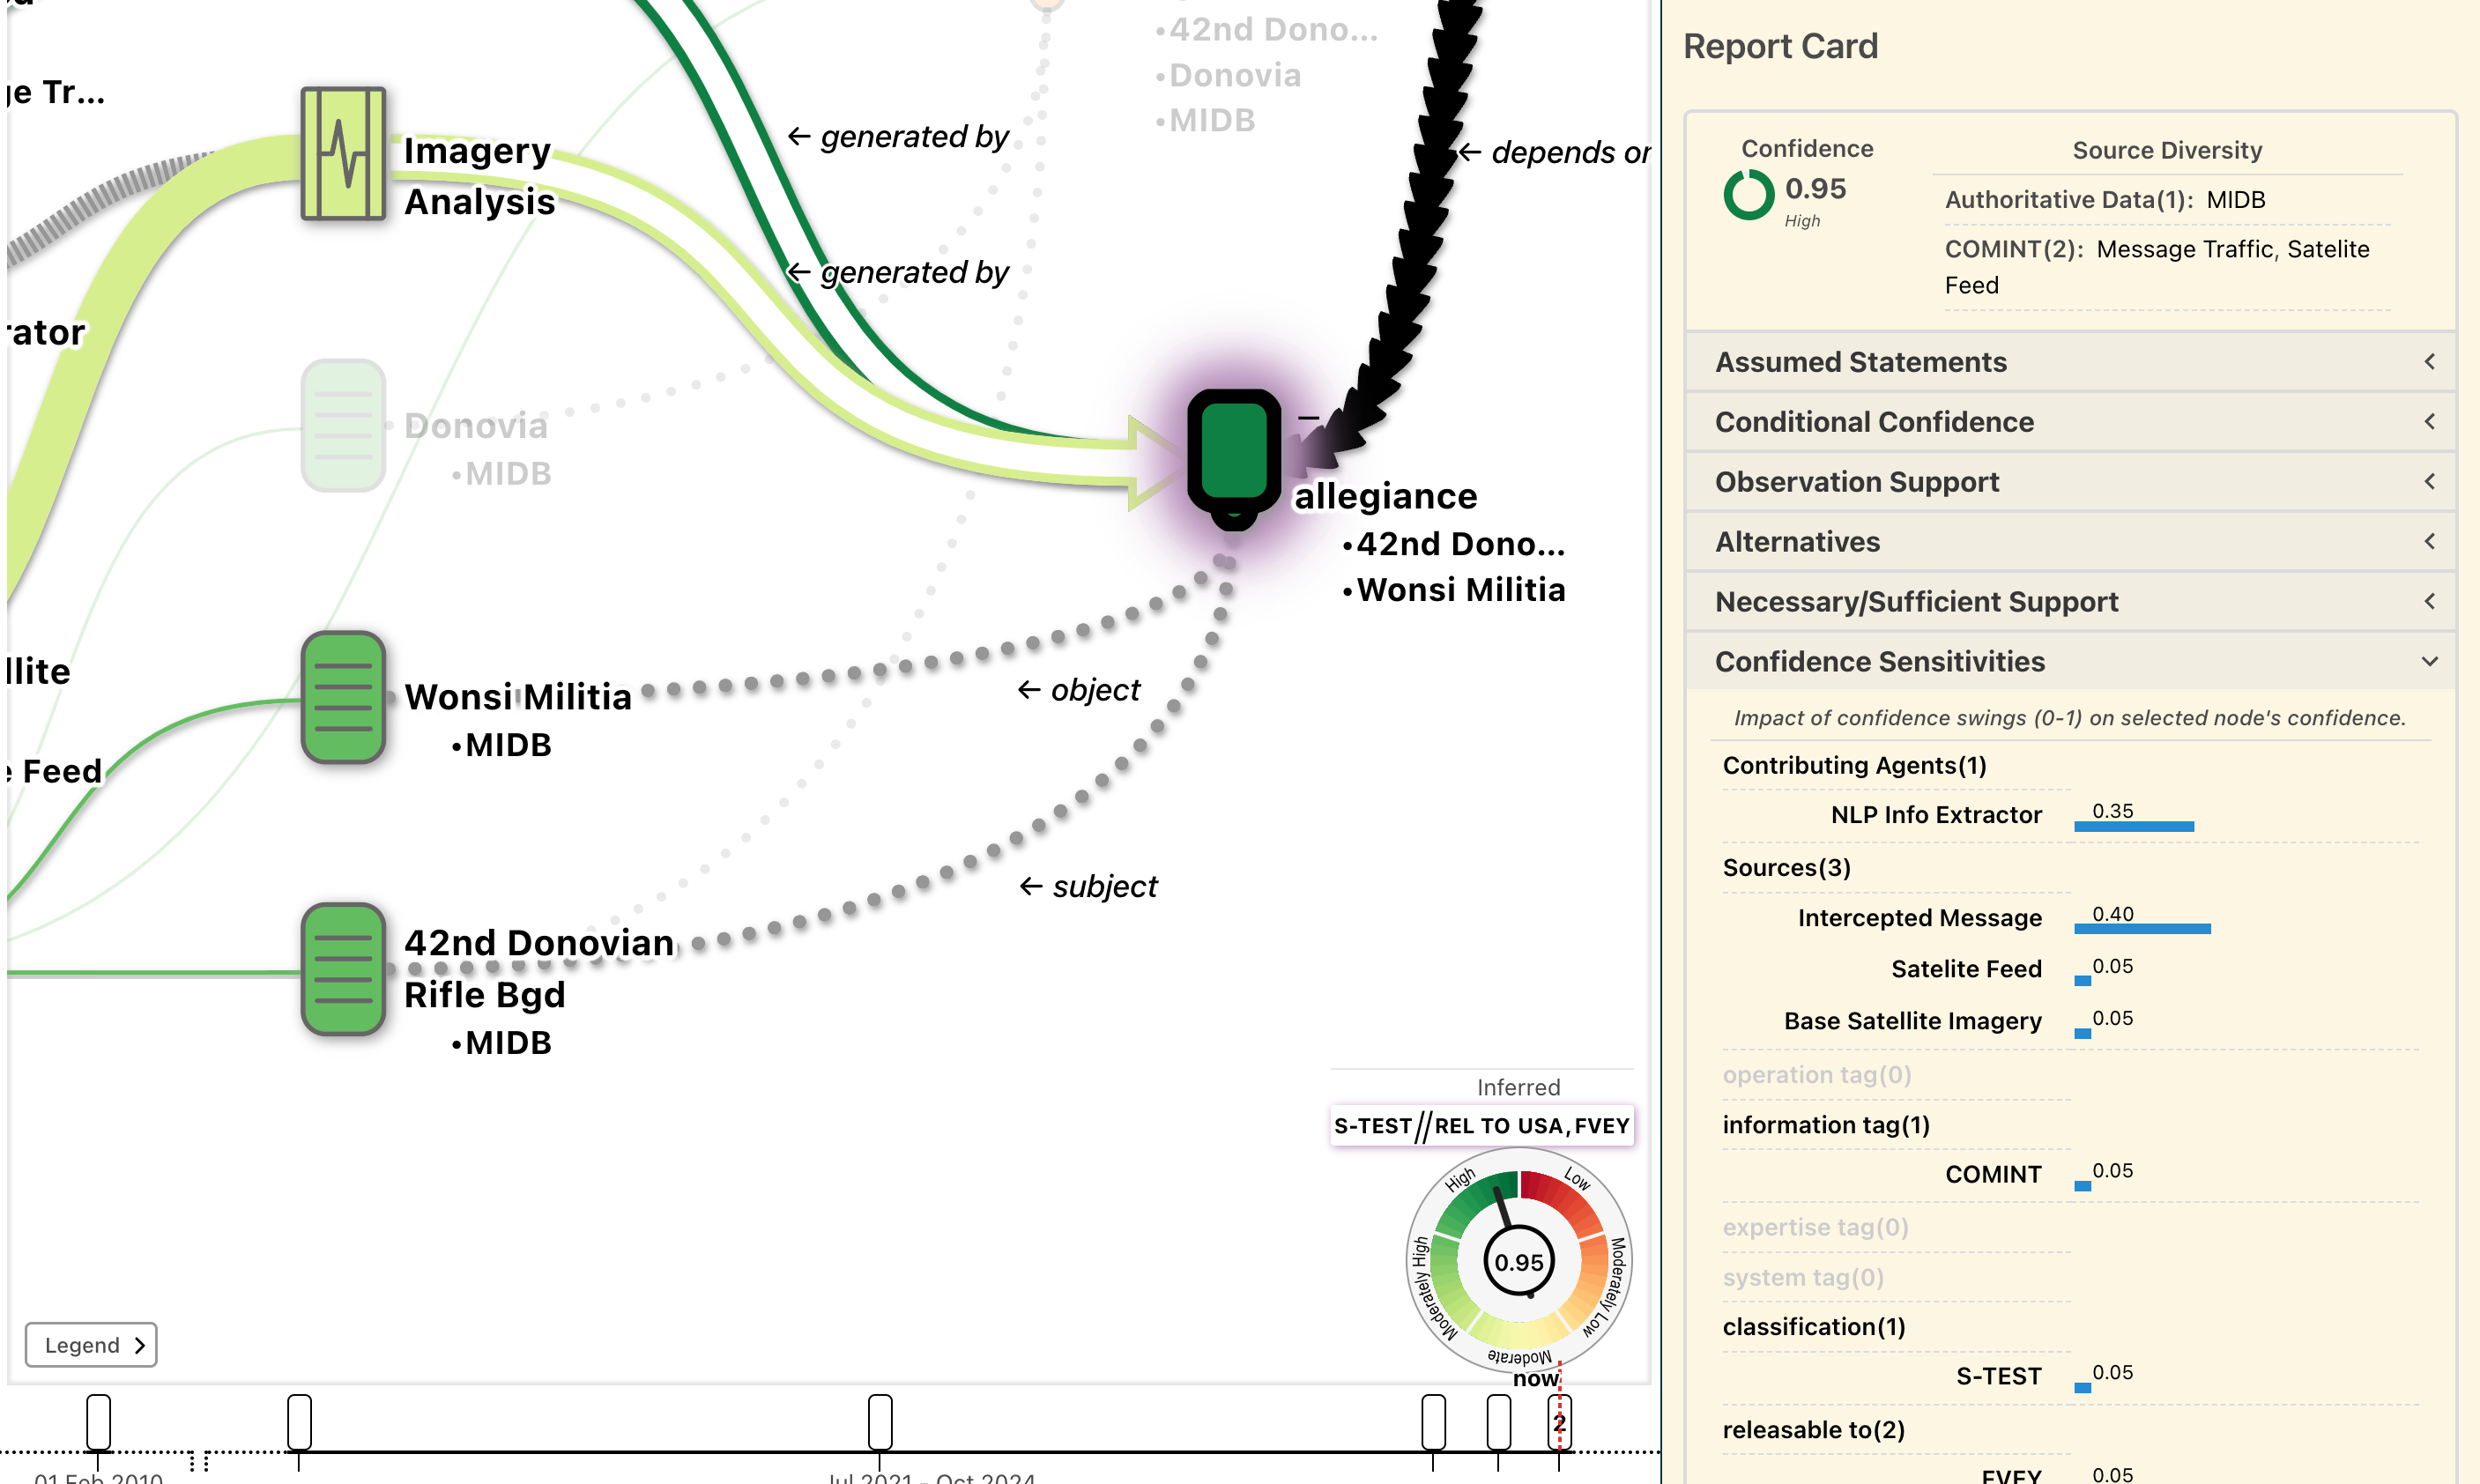 42nd Dono...
Donovia
MIDB
ge Tr...
Imagery
Analysis
← generated by
← depends or
← generated by
rator
Donovia
•MIDB
allegiance
•42nd Dono...
•Wonsi Militia
llite
Wonsi Militia
•MIDB
← object
e Feed
← subject
42nd Donovian
Rifle Bgd
•MIDB
Inferred
S-TEST//REL TO USA, FVEY
High
Low
Moderately High
Moderately Low
Moderate
0.95
Legend
now
2
01 Feb 2010
Jul 2021 - Oct 2024
Report Card
Confidence
0.95
High
Source Diversity
Authoritative Data(1): MIDB
COMINT(2): Message Traffic, Satelite
Feed
Assumed Statements
Conditional Confidence
Observation Support
Alternatives
Necessary/Sufficient Support
Confidence Sensitivities
Impact of confidence swings (0-1) on selected node's confidence.
Contributing Agents(1)
NLP Info Extractor 0.35
Sources(3)
Intercepted Message 0.40
Satelite Feed 0.05
Base Satellite Imagery 0.05
operation tag(0)
information tag(1)
COMINT 0.05
expertise tag(0)
system tag(0)
classification(1)
S-TEST 0.05
releasable to(2)
FVEY 0.05